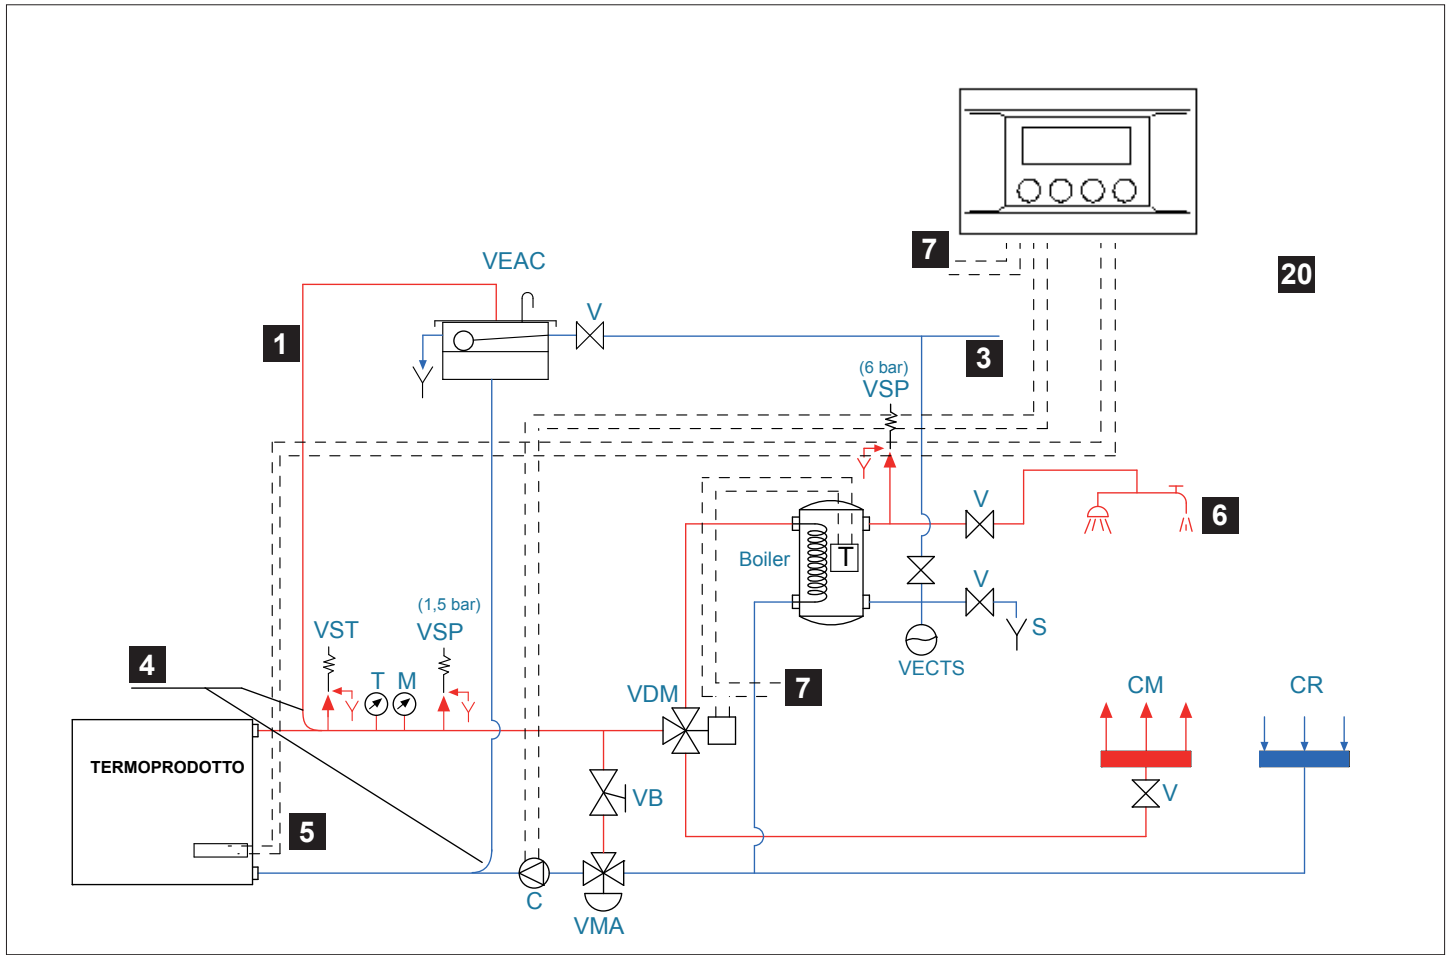 7
20
VEAC
V
1
3
(6 bar)
VSP
V
6
Boiler
T
V
(1,5 bar)
VST
VSP
S
VECTS
4
T
M
VDM
7
CM
CR
TERMOPRODOTTO
VB
V
5
C
VMA